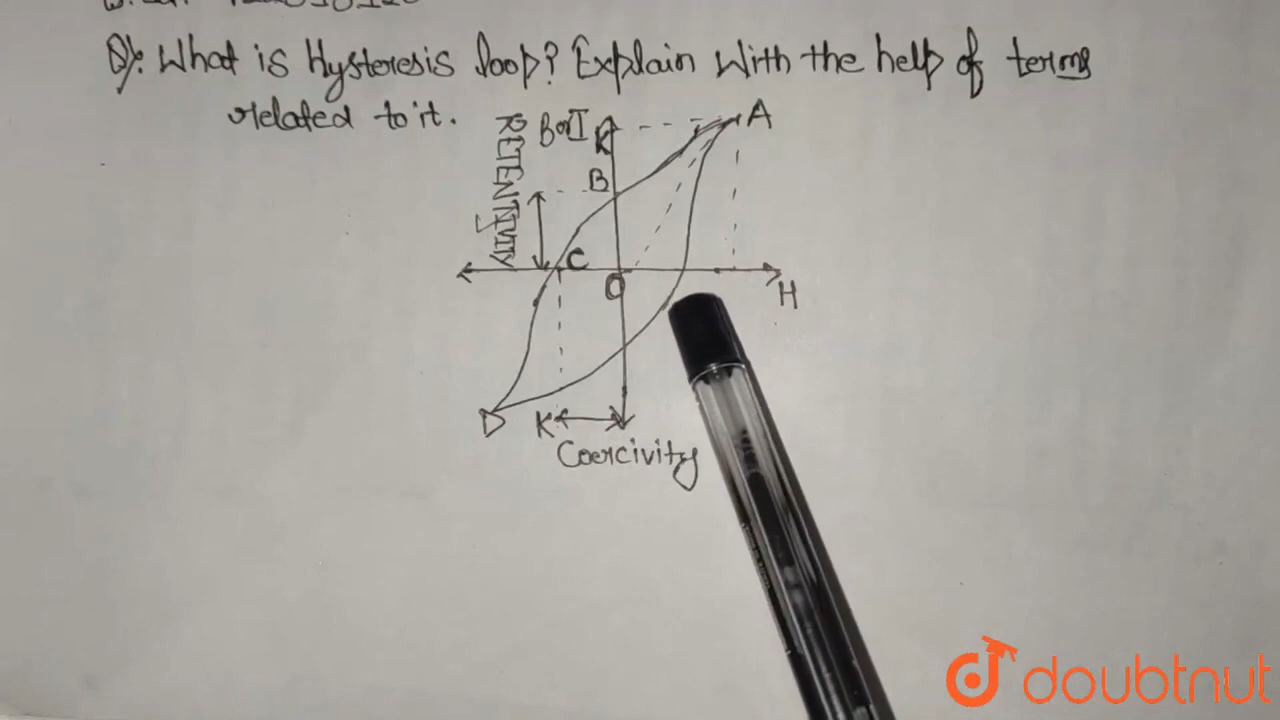 Q). What is Hysteresis loop? Explain with the help of terms
related to it.
RETENTIVITY
B or I
A
B
C
O
H
D
K
Coercivity
doubtnut